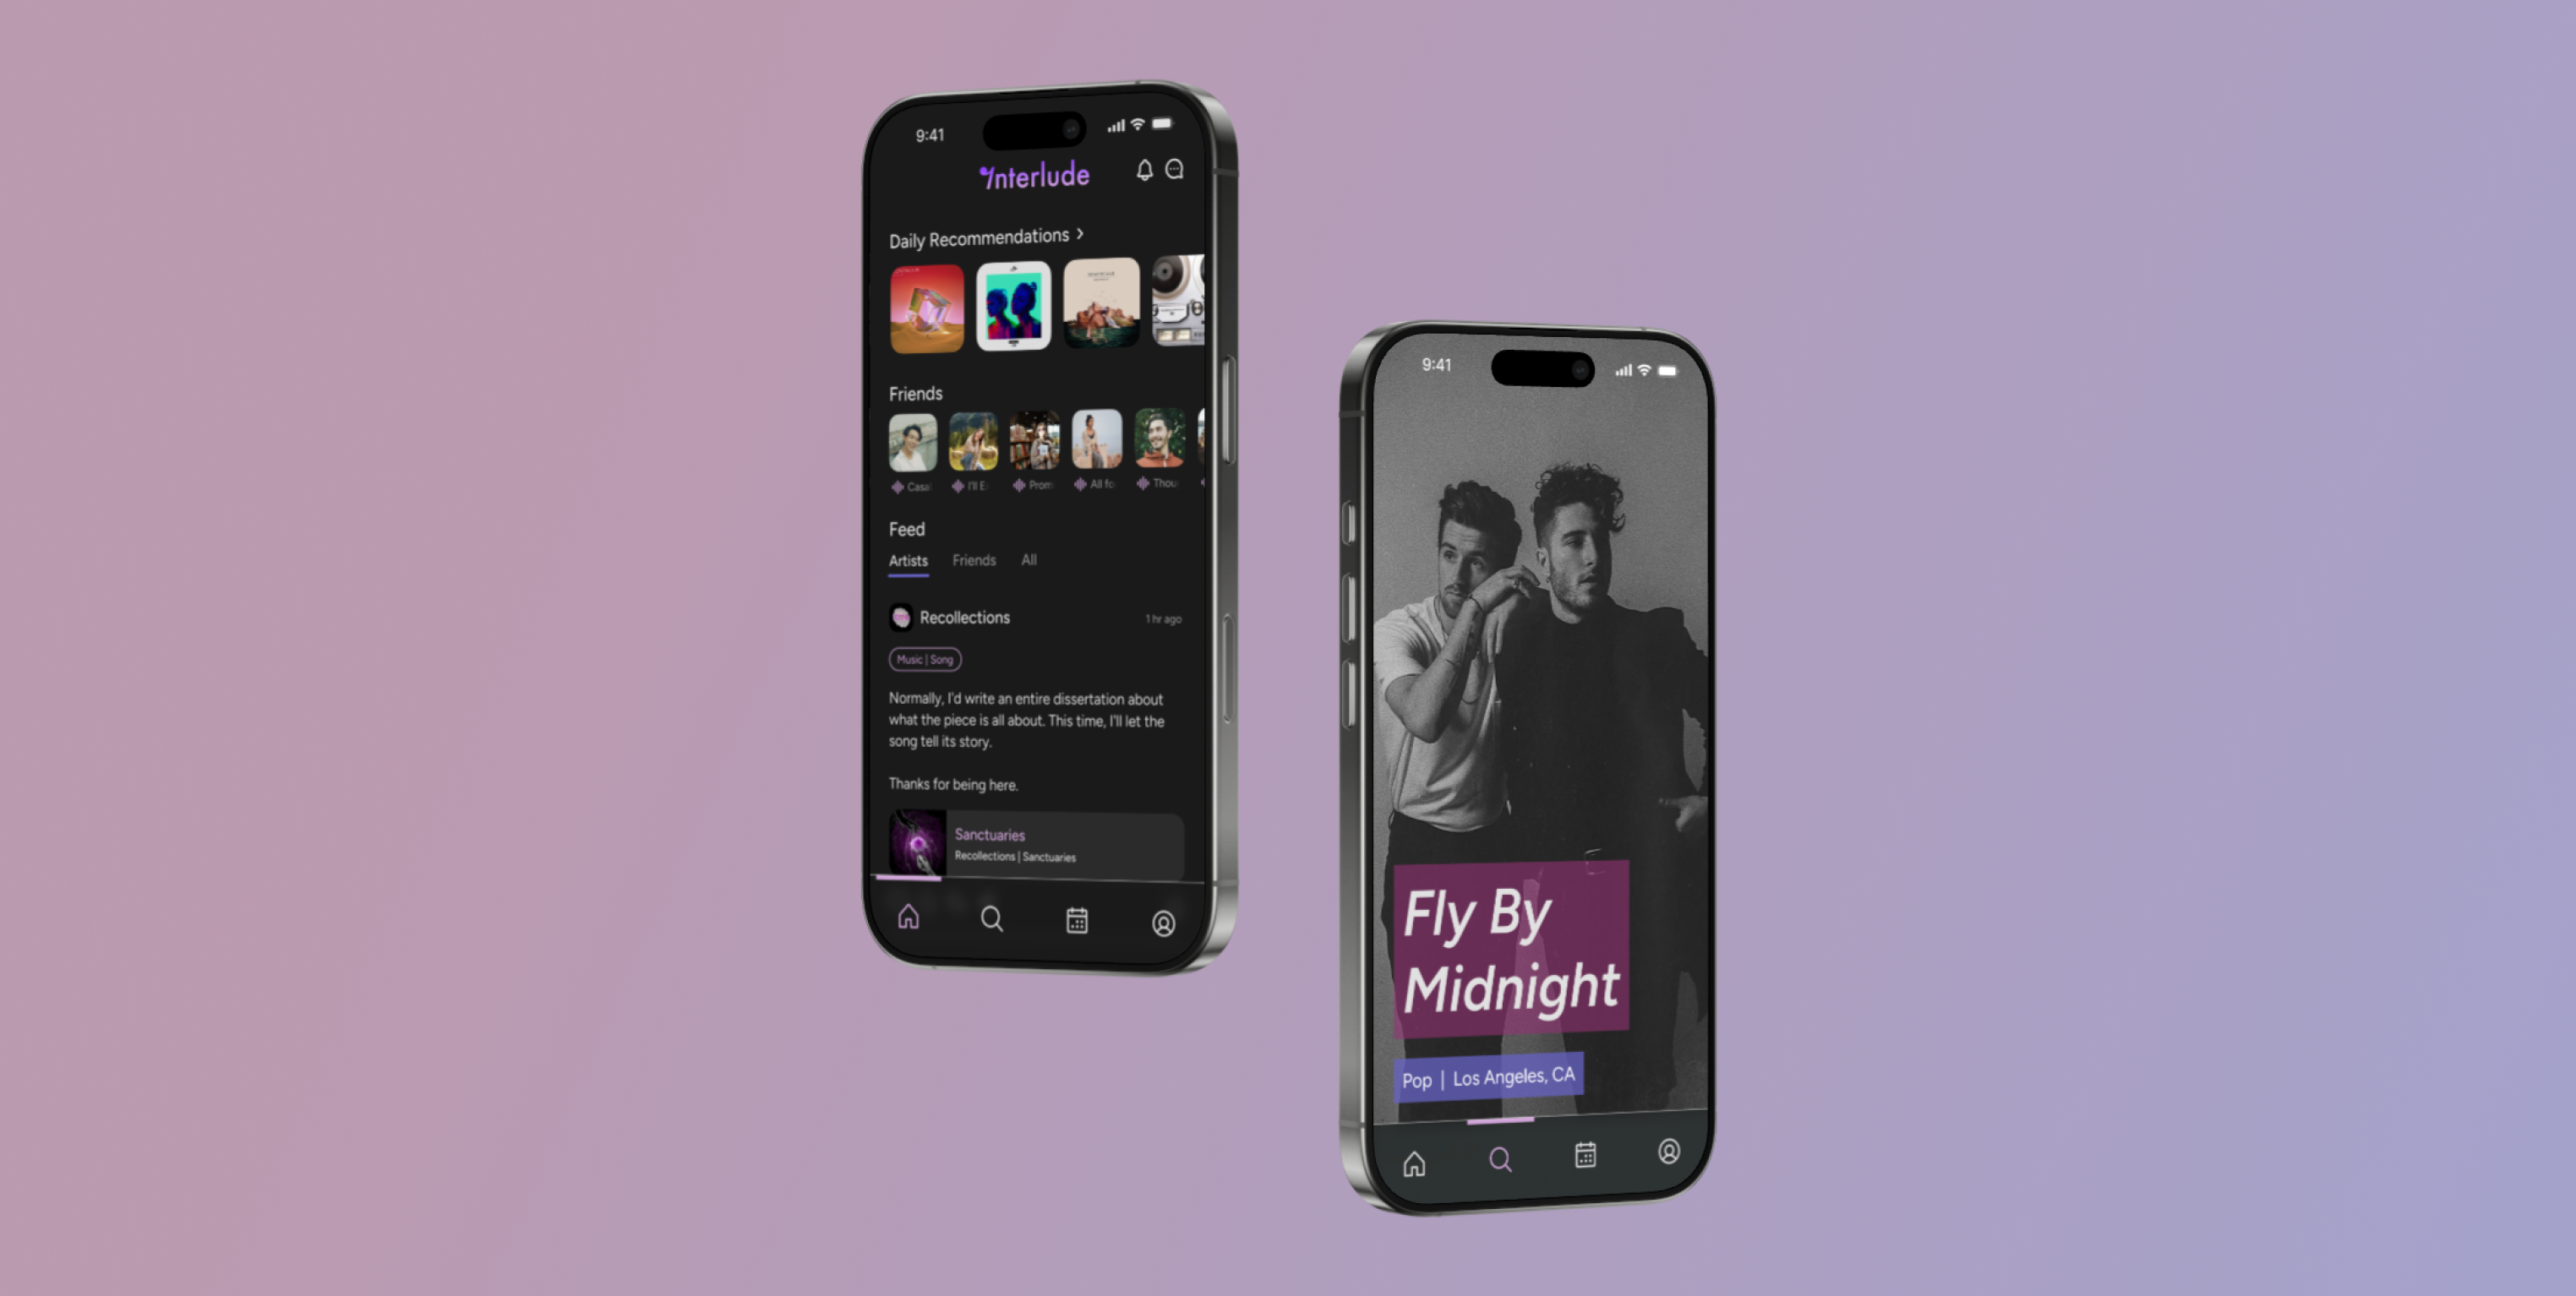 9:41
Interlude
Daily Recommendations >
Friends
Casa
I'll E
Prom
All fo
Thou
Feed
Artists Friends All
Recollections 1 hr ago
Music | Song
Normally, I'd write an entire dissertation about
what the piece is all about. This time, I'll let the
song tell its story.
Thanks for being here.
Sanctuaries
Recollections | Sanctuaries
9:41
Fly By
Midnight
Pop | Los Angeles, CA